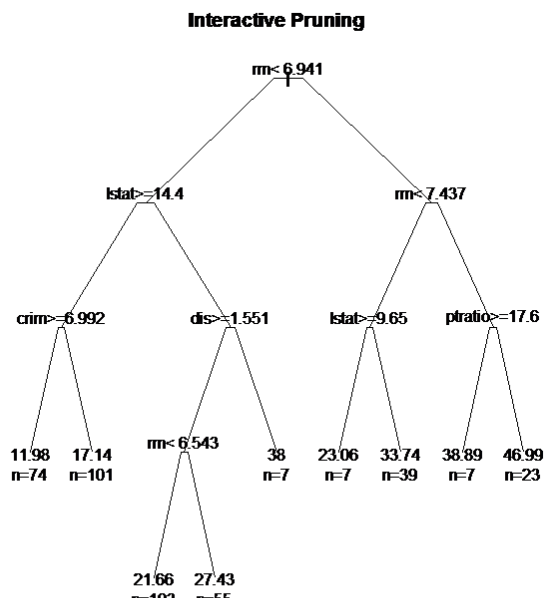 Interactive Pruning
rm< 6.941
lstat>=14.4
rm< 7.437
crim>=6.992
dis>=1.551
lstat>=9.65
ptratio>=17.6
rm< 6.543
11.98
n=74
17.14
n=101
38
n=7
23.06
n=7
33.74
n=39
38.89
n=7
46.99
n=23
21.66
n=193
27.43
n=55